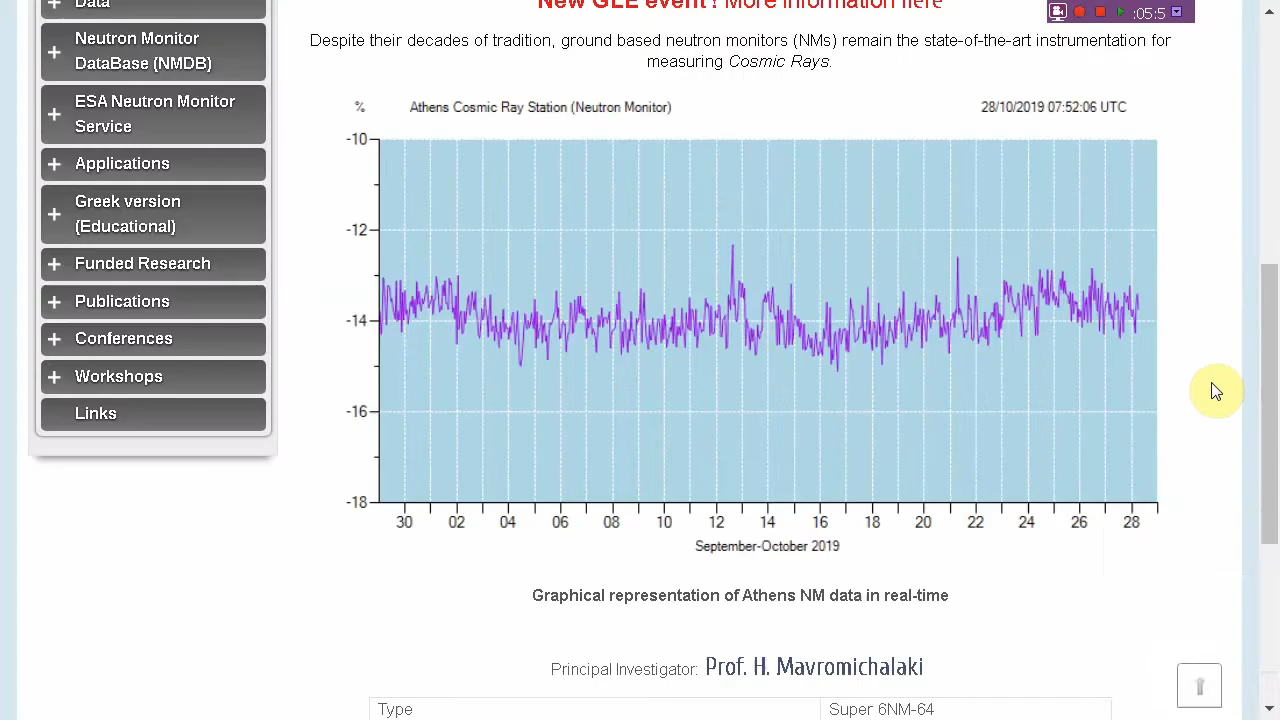 Data
Neutron Monitor
DataBase (NMDB)
ESA Neutron Monitor
Service
Applications
Greek version
(Educational)
Funded Research
Publications
Conferences
Workshops
Links
New GLE event? More information here
:05:5
Despite their decades of tradition, ground based neutron monitors (NMs) remain the state-of-the-art instrumentation for
measuring Cosmic Rays.
% Athens Cosmic Ray Station (Neutron Monitor) 28/10/2019 07:52:06 UTC
-10
-12
-14
-16
-18
30 02 04 06 08 10 12 14 16 18 20 22 24 26 28
September-October 2019
Graphical representation of Athens NM data in real-time
Principal Investigator: Prof. H. Mavromichalaki
Type Super 6NM-64